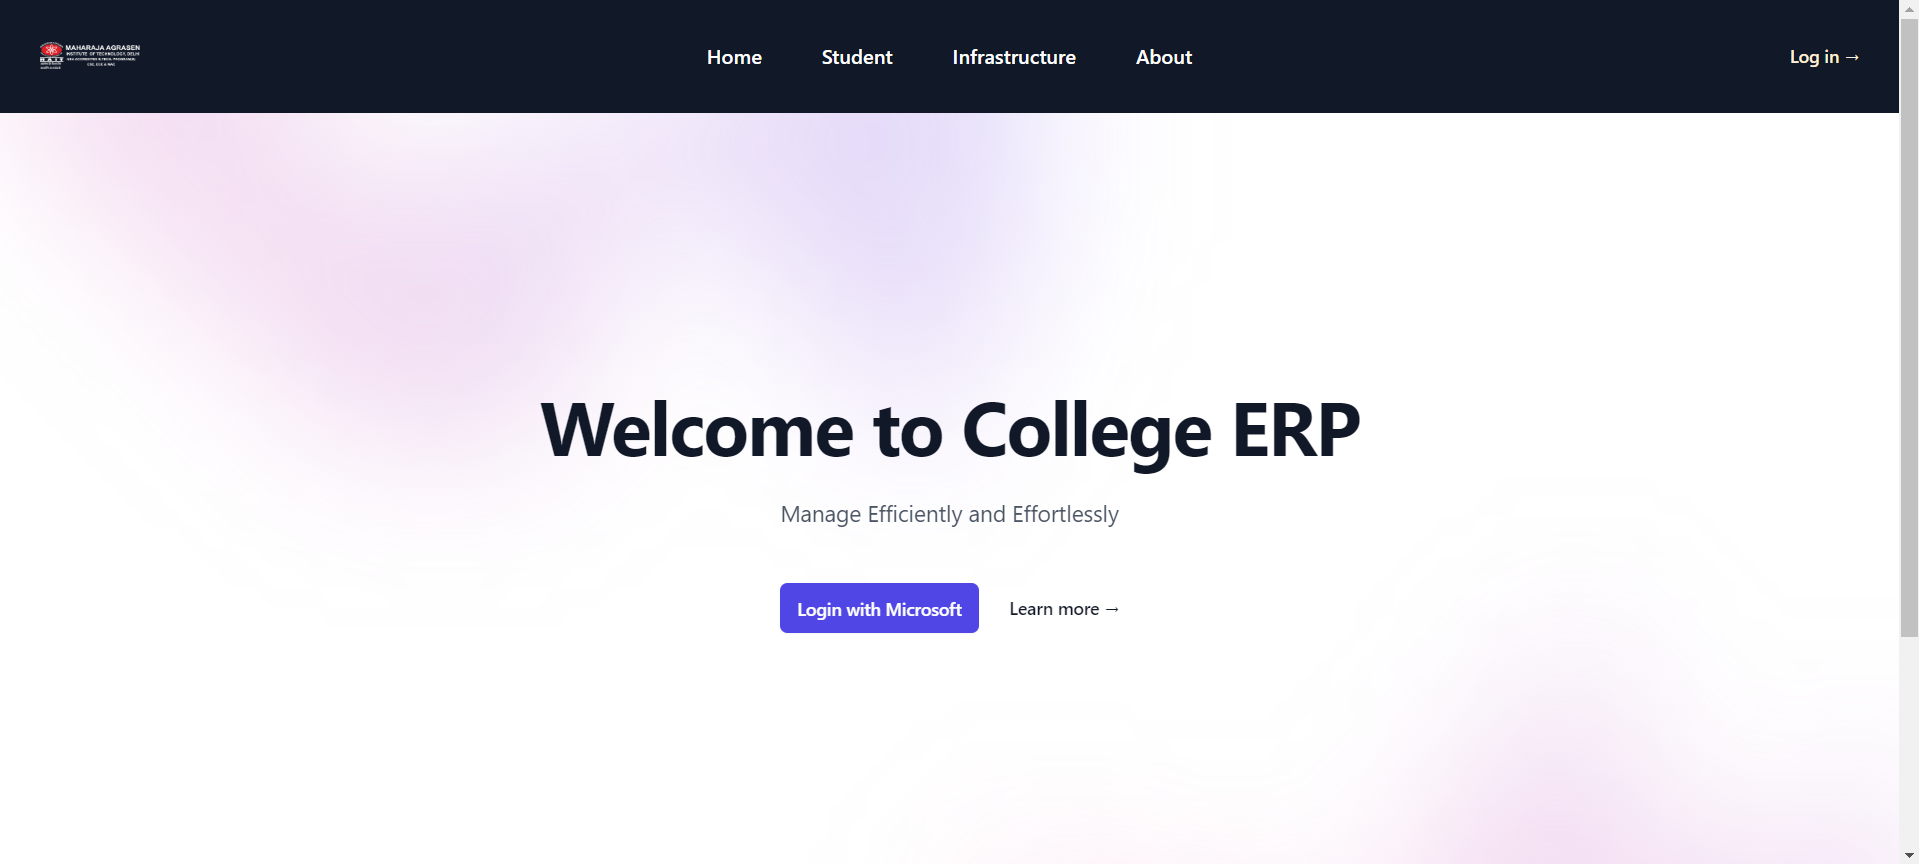 MAHARAJA AGRASEN
INSTITUTE OF TECHNOLOGY, DELHI
Home
Student
Infrastructure
About
Log in →
Welcome to College ERP
Manage Efficiently and Effortlessly
Login with Microsoft
Learn more →